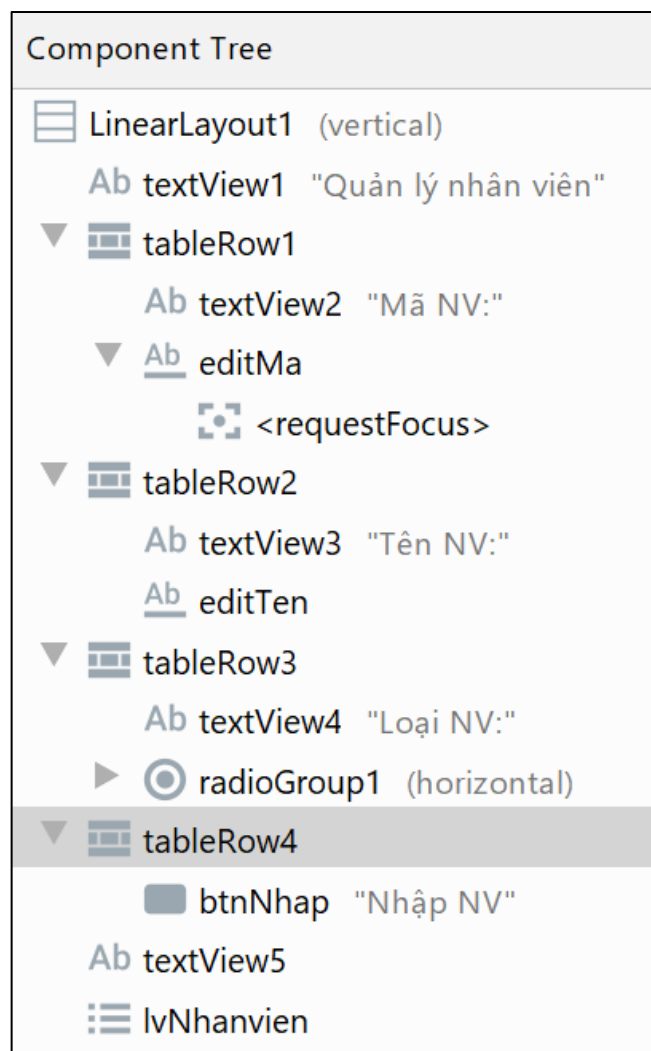 Component Tree
LinearLayout1 (vertical)
Ab textView1 "Quản lý nhân viên"
tableRow1
Ab textView2 "Mã NV:"
Ab editMa
<requestFocus>
tableRow2
Ab textView3 "Tên NV:"
Ab editTen
tableRow3
Ab textView4 "Loại NV:"
radioGroup1 (horizontal)
tableRow4
btnNhap "Nhập NV"
Ab textView5
lvNhanvien